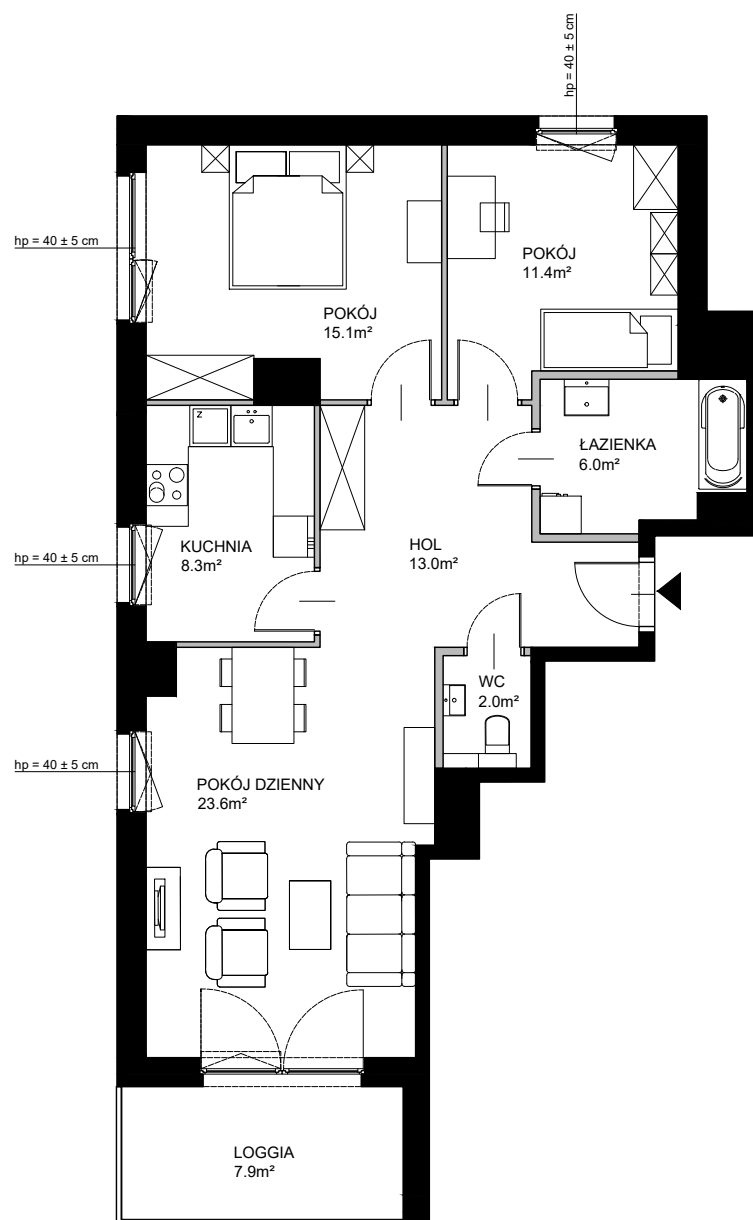 hp = 40 ± 5 cm
hp = 40 ± 5 cm
POKÓJ
11.4m²
POKÓJ
15.1m²
Z
ŁAZIENKA
6.0m²
KUCHNIA
8.3m²
HOL
13.0m²
hp = 40 ± 5 cm
WC
2.0m²
hp = 40 ± 5 cm
POKÓJ DZIENNY
23.6m²
LOGGIA
7.9m²